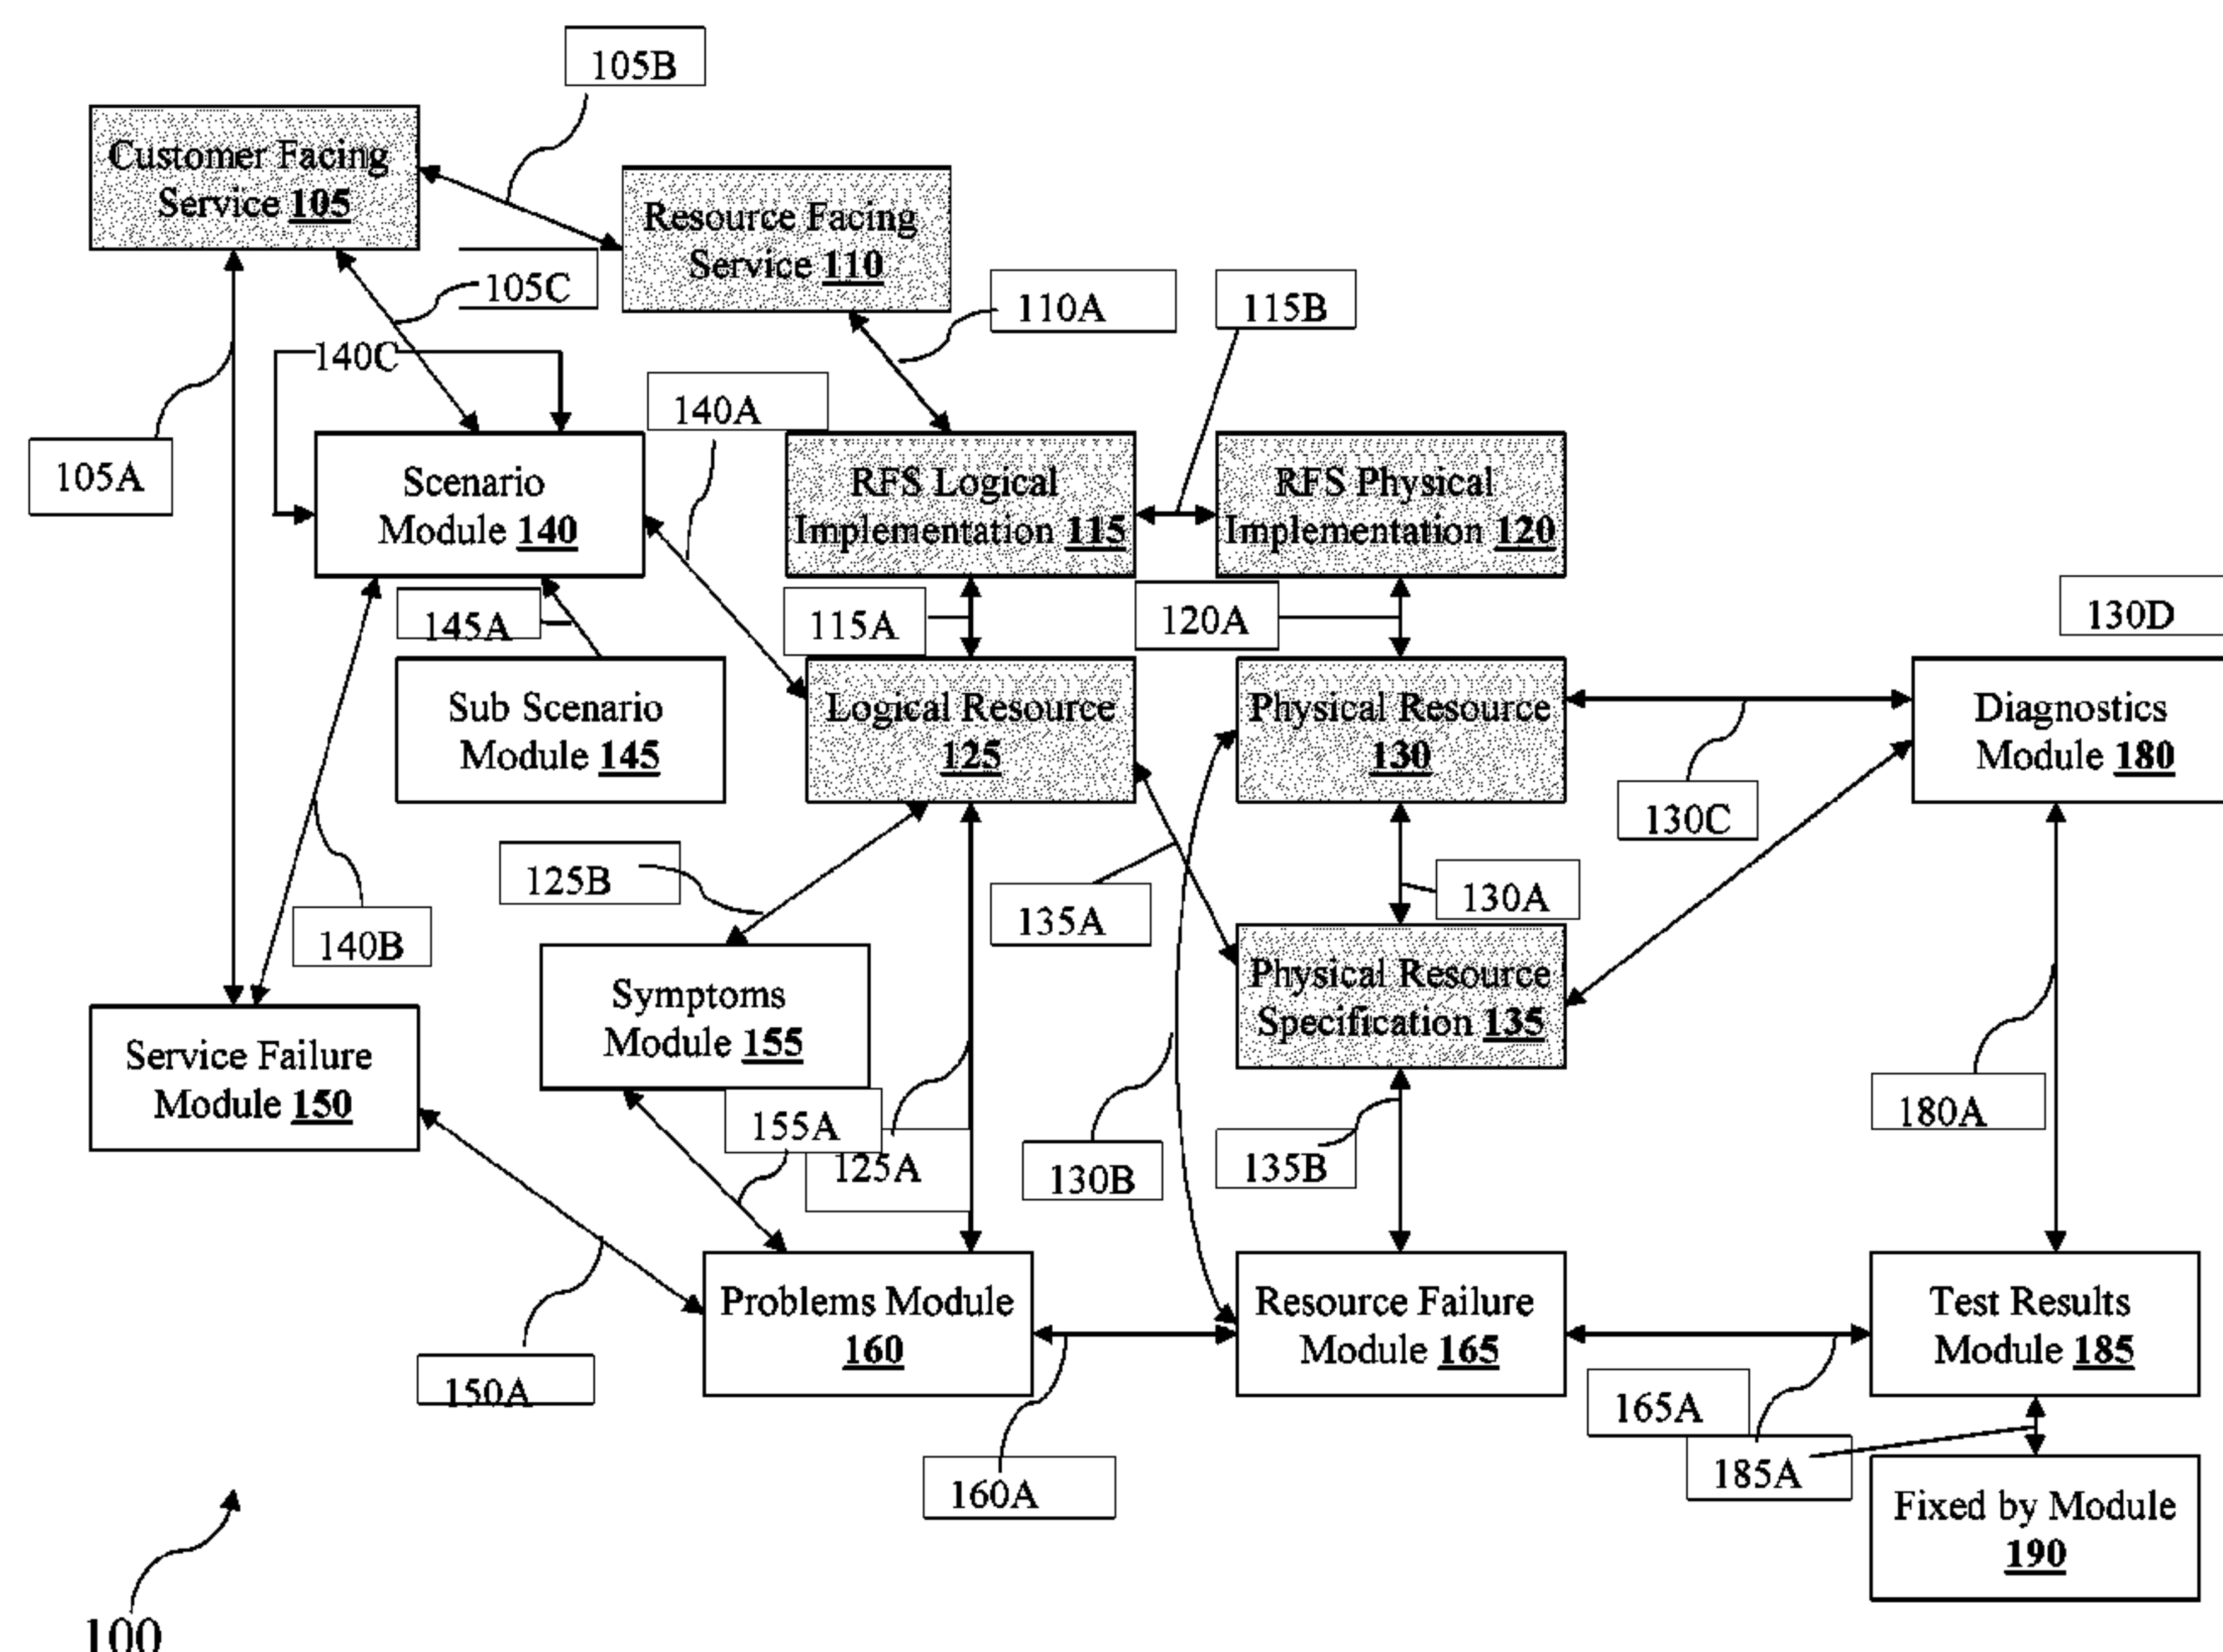 105B
Customer Facing
Service 105
Resource Facing
Service 110
105C
110A
115B
140C
140A
105A
Scenario
Module 140
RFS Logical
Implementation 115
RFS Physical
Implementation 120
145A
115A
120A
130D
Sub Scenario
Module 145
Logical Resource
125
Physical Resource
130
Diagnostics
Module 180
130C
125B
135A
130A
140B
Symptoms
Module 155
Physical Resource
Specification 135
Service Failure
Module 150
180A
155A
125A
130B
135B
Problems Module
160
Resource Failure
Module 165
Test Results
Module 185
150A
165A
160A
185A
Fixed by Module
190
100